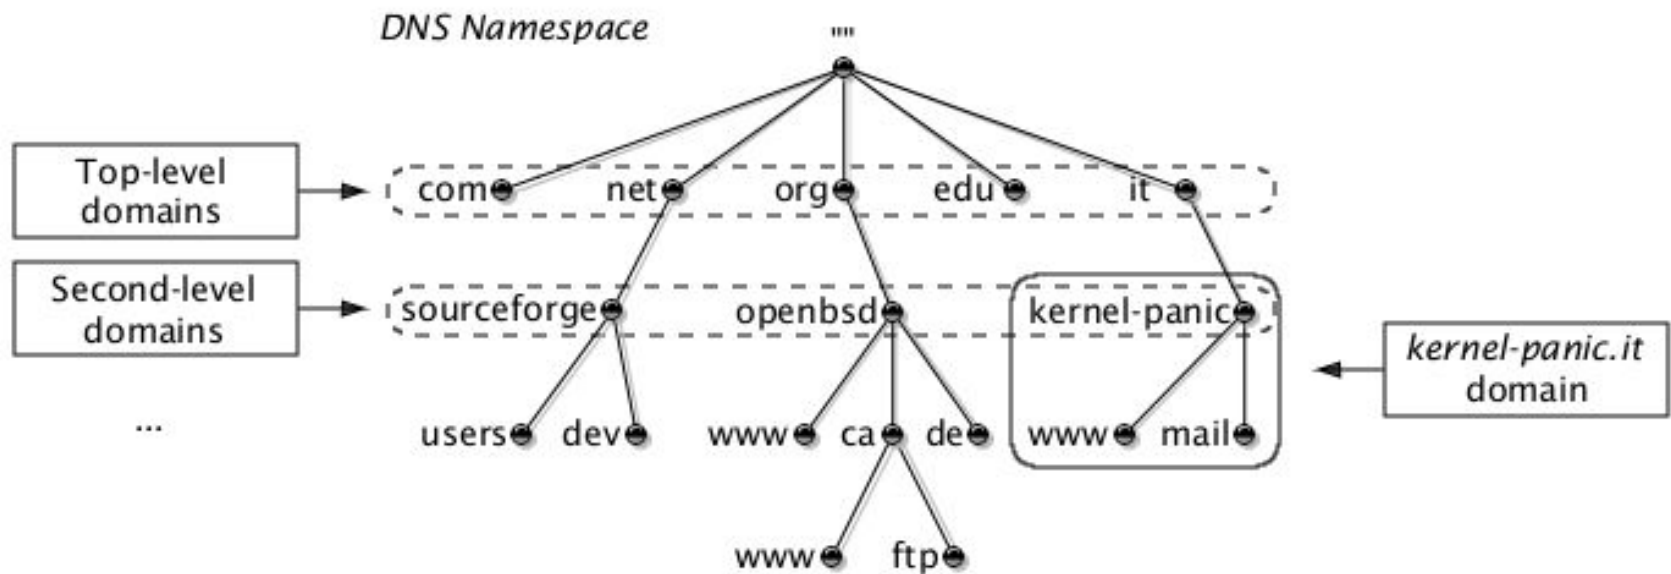 DNS Namespace
""
Top-level
domains
com net org edu it
Second-level
domains
sourceforge openbsd kernel-panic
kernel-panic.it
domain
...
users dev www ca de www mail
www ftp